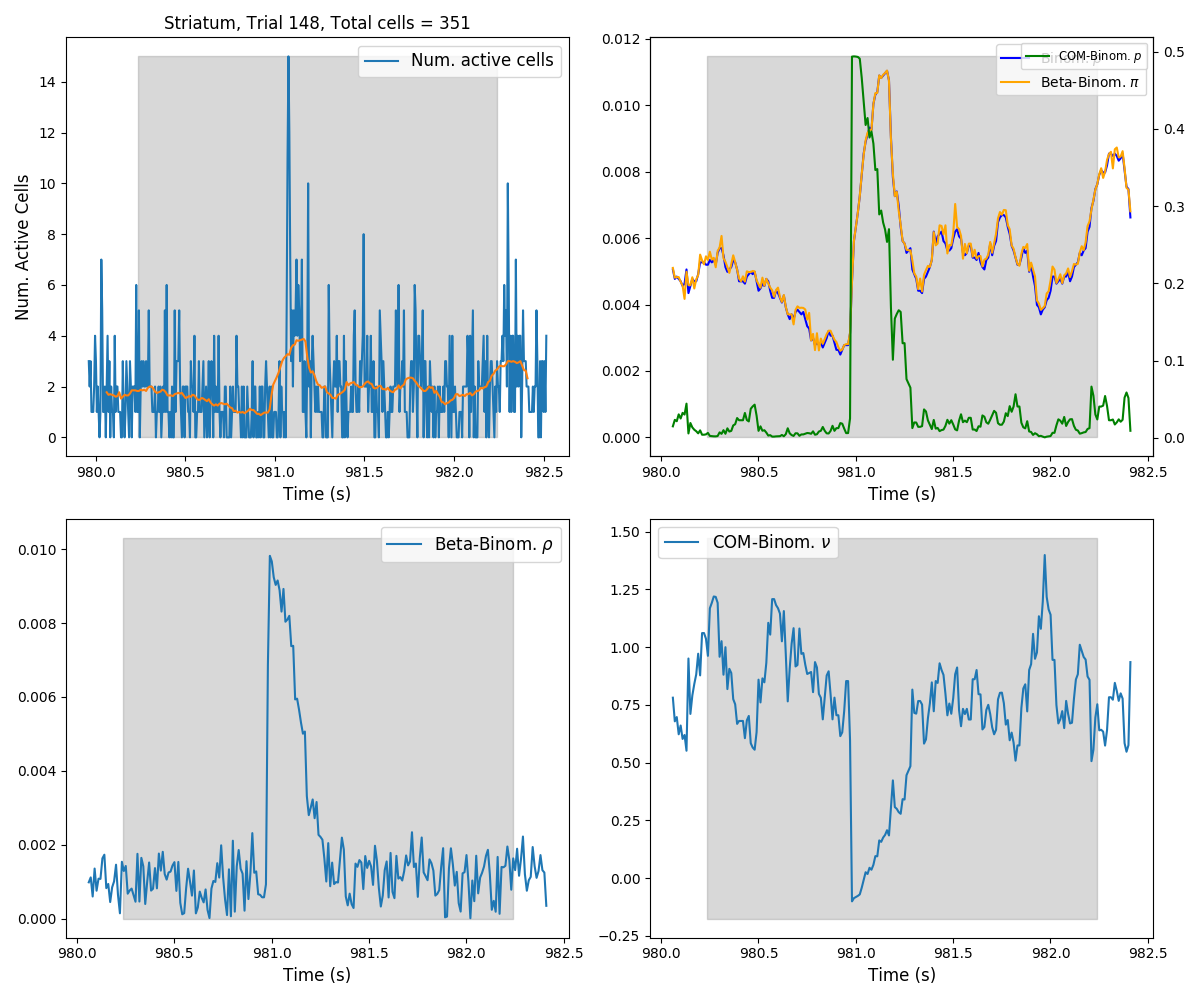 Striatum, Trial 148, Total cells = 351
Num. active cells
Num. Active Cells
14
12
10
8
6
4
2
0
980.0 980.5 981.0 981.5 982.0 982.5
Time (s)
COM-Binom. p
Binom. p
Beta-Binom. π
0.012
0.010
0.008
0.006
0.004
0.002
0.000
0.5
0.4
0.3
0.2
0.1
0.0
980.0 980.5 981.0 981.5 982.0 982.5
Time (s)
Beta-Binom. ρ
0.010
0.008
0.006
0.004
0.002
0.000
980.0 980.5 981.0 981.5 982.0 982.5
Time (s)
COM-Binom. ν
1.50
1.25
1.00
0.75
0.50
0.25
0.00
−0.25
980.0 980.5 981.0 981.5 982.0 982.5
Time (s)